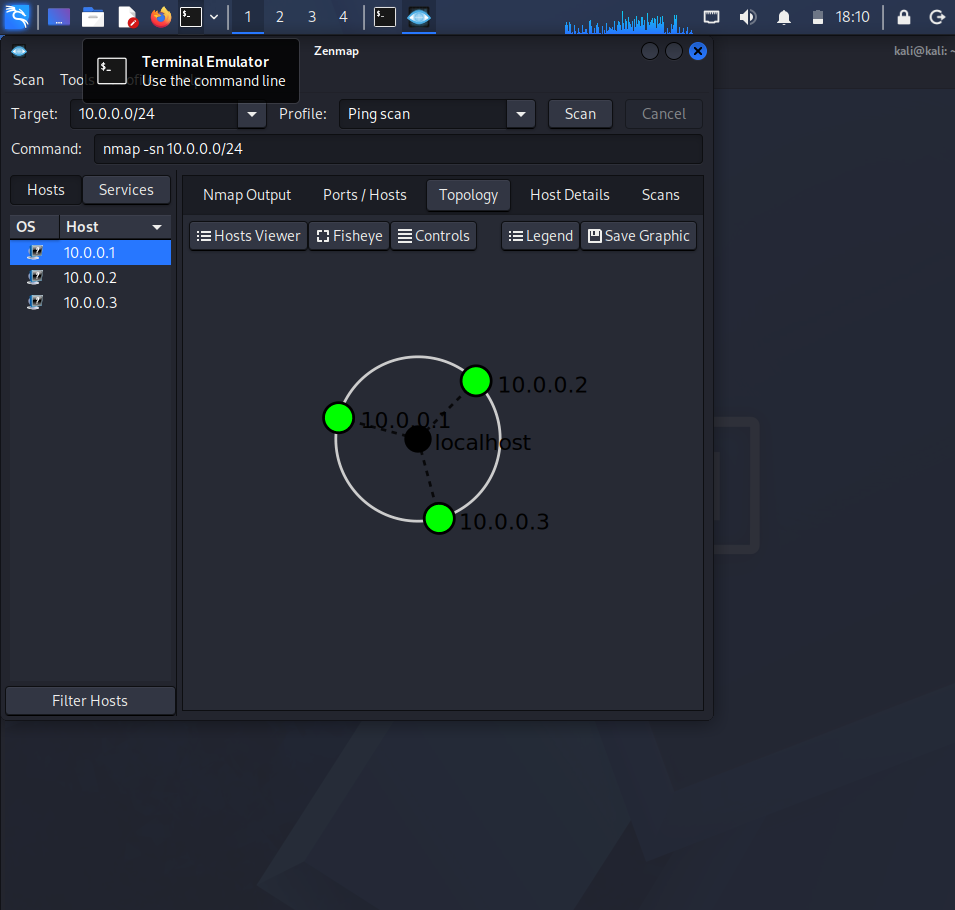 1 2 3 4 18:10
Terminal Emulator
Use the command line
Zenmap
kali@kali: ~
Scan Tools
Target: 10.0.0.0/24 Profile: Ping scan Scan Cancel
Command: nmap -sn 10.0.0.0/24
Hosts Services
Nmap Output Ports / Hosts Topology Host Details Scans
OS Host
Hosts Viewer Fisheye Controls Legend Save Graphic
10.0.0.1
10.0.0.2
10.0.0.3
10.0.0.2
10.0.0.1
localhost
10.0.0.3
Filter Hosts